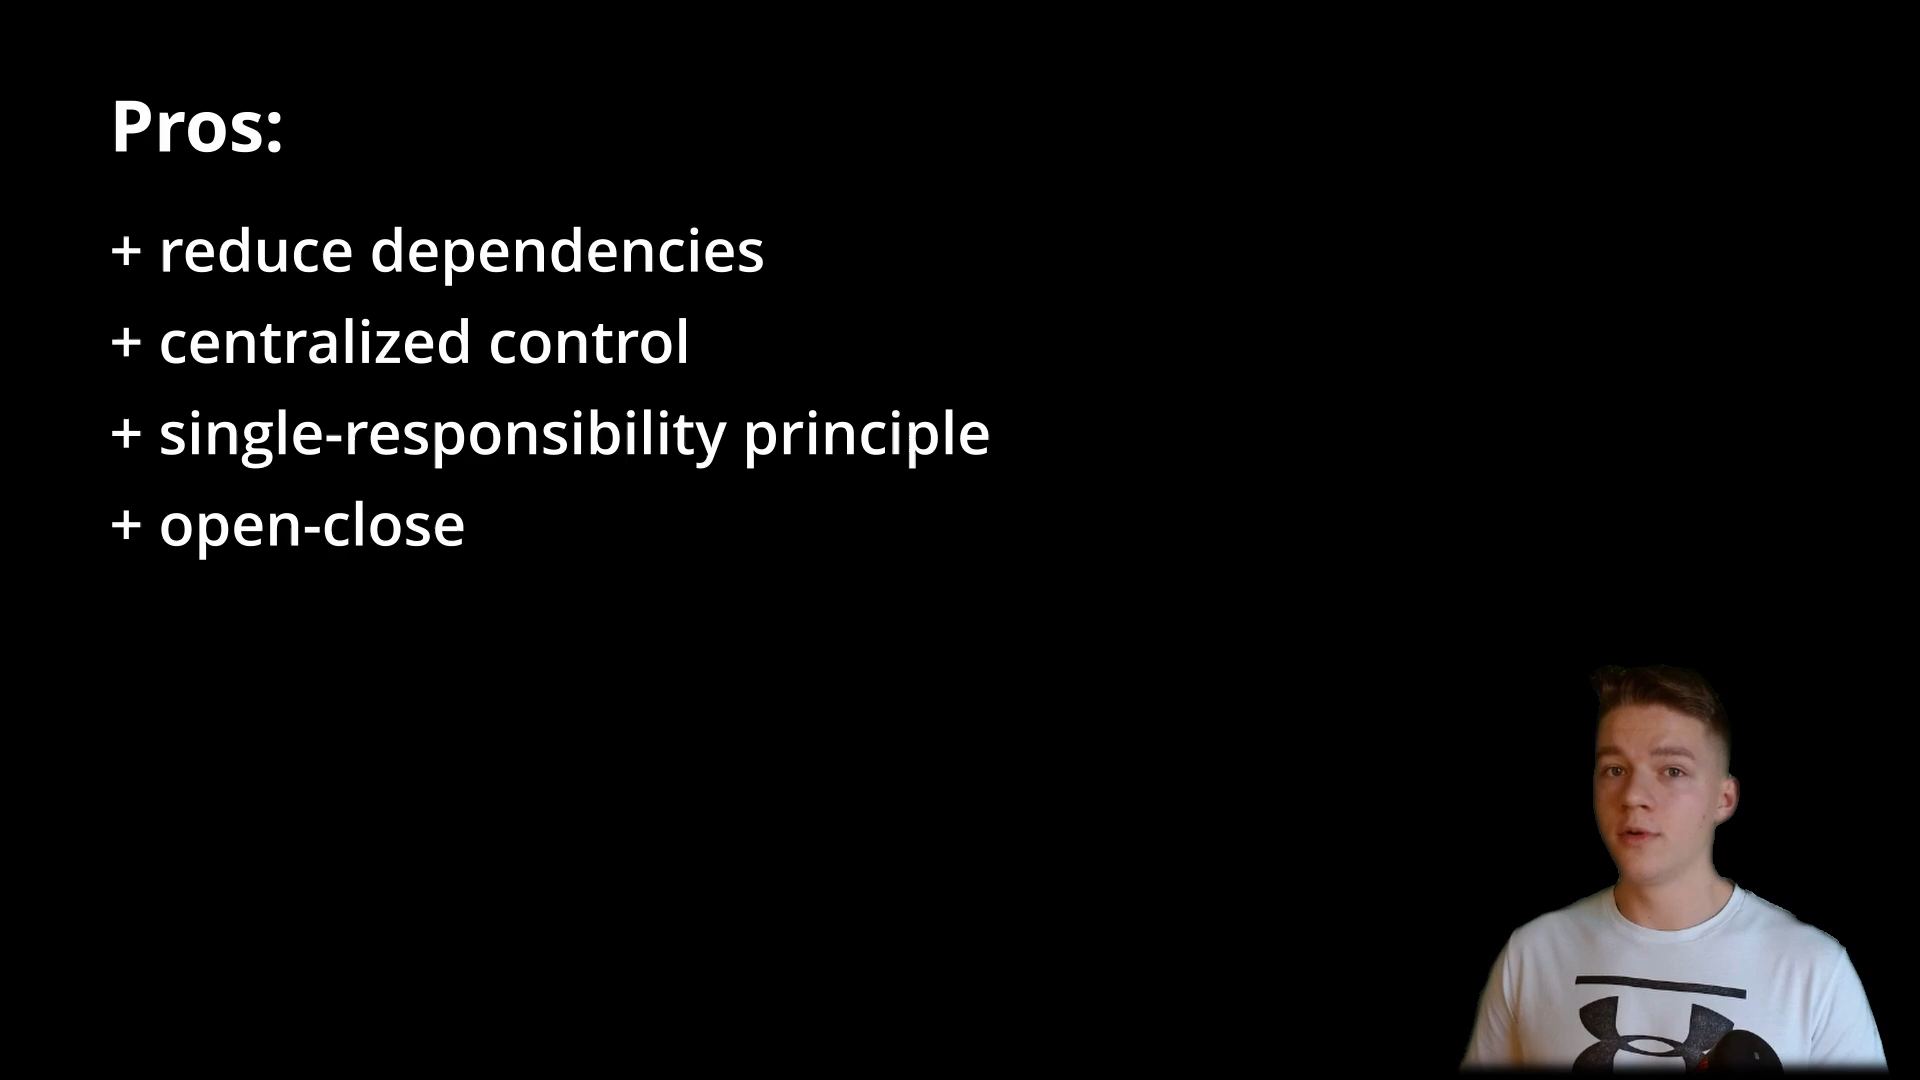 Pros:
+ reduce dependencies
+ centralized control
+ single-responsibility principle
+ open-close